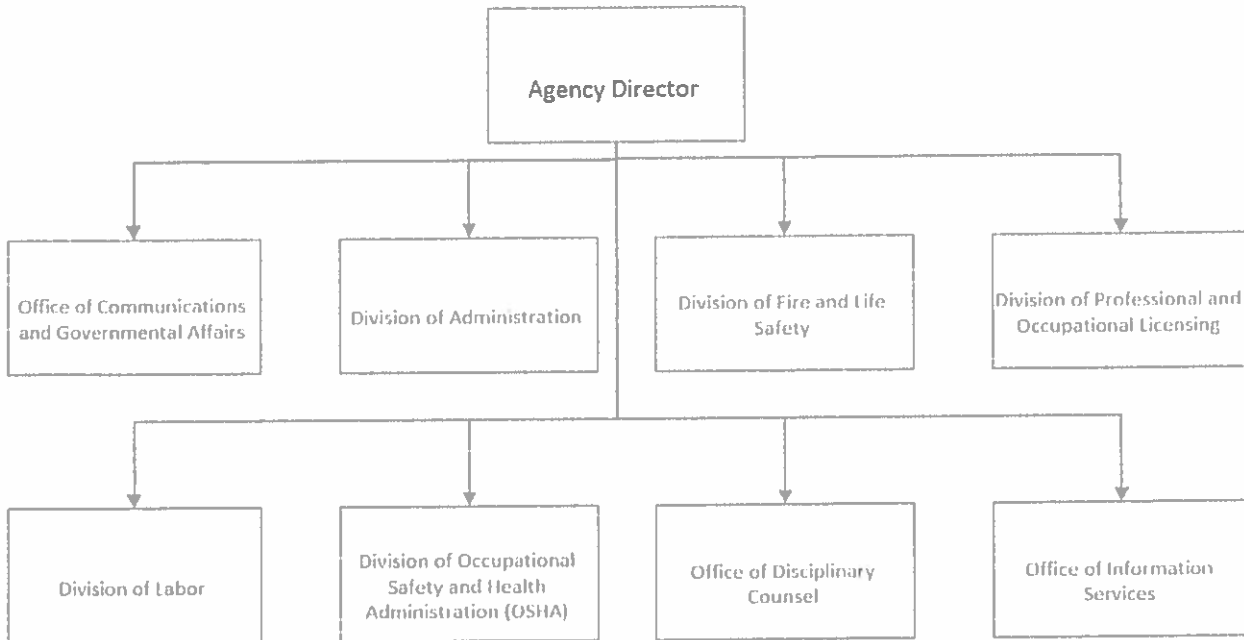 Agency Director
Office of Communications
and Governmental Affairs
Division of Administration
Division of Fire and Life
Safety
Division of Professional and
Occupational Licensing
Division of Labor
Division of Occupational
Safety and Health
Administration (OSHA)
Office of Disciplinary
Counsel
Office of Information
Services